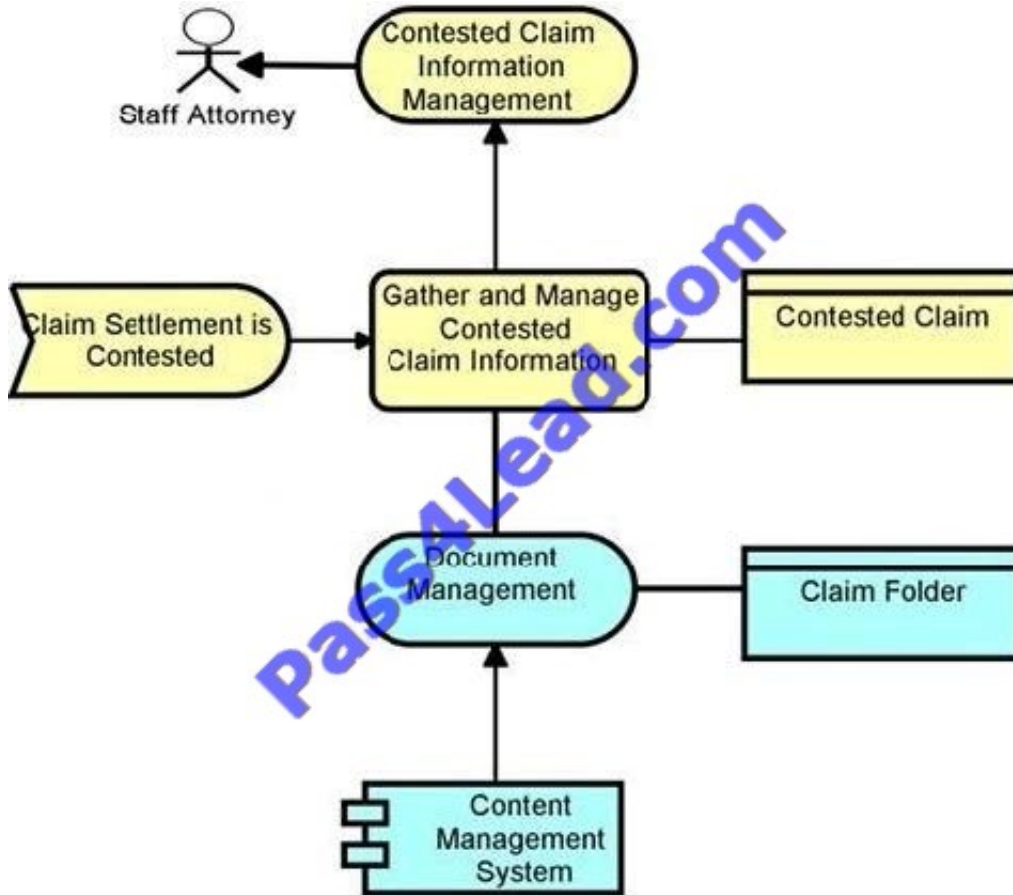 Contested Claim
Information
Management
Staff Attorney
Claim Settlement is
Contested
Gather and Manage
Contested
Claim Information
Contested Claim
Pass4Lead.com
Document
Management
Claim Folder
Content
Management
System